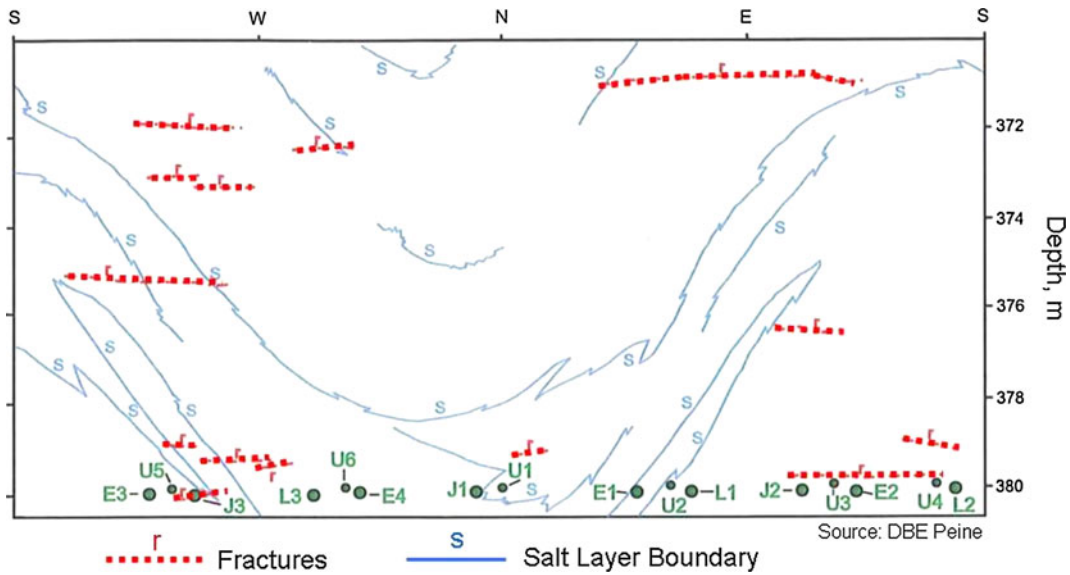 S W N E S
S S
r
S
S
r
S
r
372
r
r
S
S
S
374
r
S
376
r
Depth, m
S
S
S
S
S
S
378
r
r
r
r
r
S
U5
U6
U1
380
E3
J3
L3
E4
J1
S
E1
U2
L1
J2
U3
E2
U4
L2
Source: DBE Peine
r Fractures
S Salt Layer Boundary